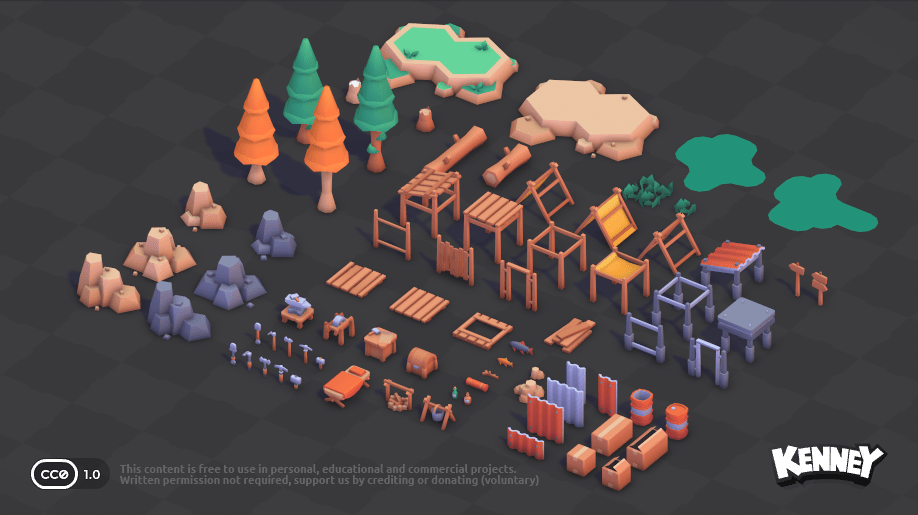 CC0 1.0
This content is free to use in personal, educational and commercial projects.
Written permission not required, support us by crediting or donating (voluntary)
KENNEY